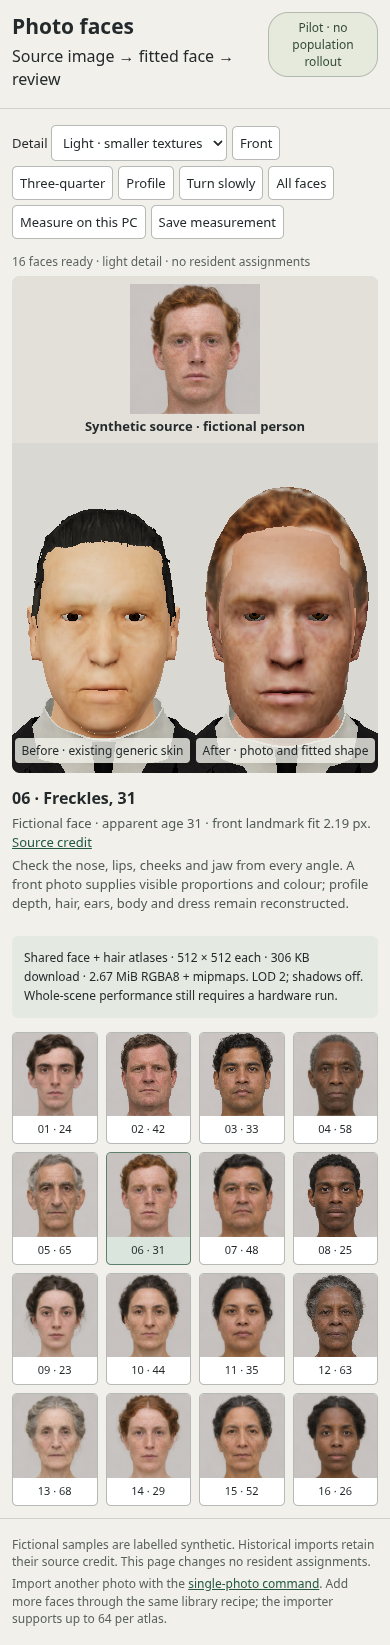 Photo faces
Source image → fitted face →
review
Pilot · no
population
rollout
Detail Light · smaller textures Front
Three-quarter Profile Turn slowly All faces
Measure on this PC Save measurement
16 faces ready · light detail · no resident assignments
Synthetic source · fictional person
Before · existing generic skin After · photo and fitted shape
06 · Freckles, 31
Fictional face · apparent age 31 · front landmark fit 2.19 px.
Source credit
Check the nose, lips, cheeks and jaw from every angle. A
front photo supplies visible proportions and colour; profile
depth, hair, ears, body and dress remain reconstructed.
Shared face + hair atlases · 512 × 512 each · 306 KB
download · 2.67 MiB RGBA8 + mipmaps. LOD 2; shadows off.
Whole-scene performance still requires a hardware run.
01 · 24 02 · 42 03 · 33 04 · 58
05 · 65 06 · 31 07 · 48 08 · 25
09 · 23 10 · 44 11 · 35 12 · 63
13 · 68 14 · 29 15 · 52 16 · 26
Fictional samples are labelled synthetic. Historical imports retain
their source credit. This page changes no resident assignments.
Import another photo with the single-photo command. Add
more faces through the same library recipe; the importer
supports up to 64 per atlas.